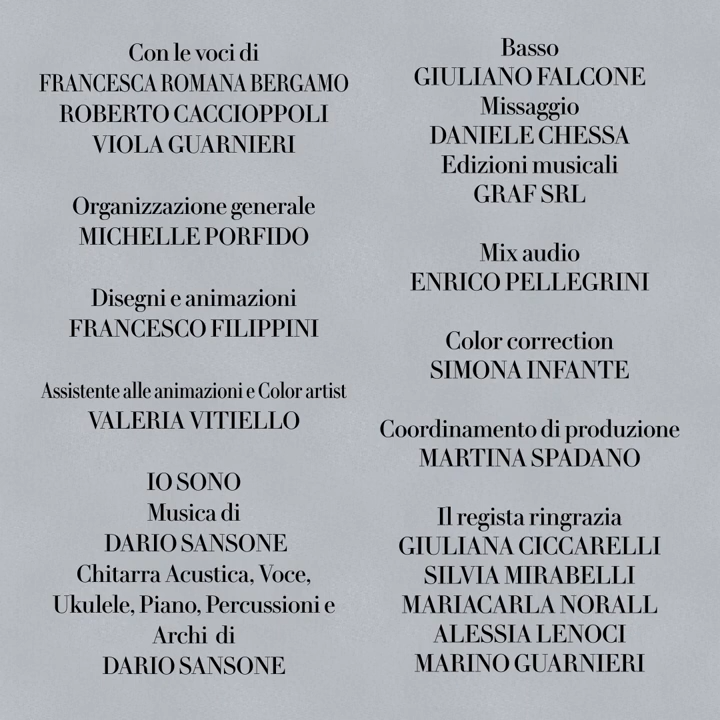 Con le voci di
FRANCESCA ROMANA BERGAMO
ROBERTO CACCIOPPOLI
VIOLA GUARNIERI
Organizzazione generale
MICHELLE PORFIDO
Disegni e animazioni
FRANCESCO FILIPPINI
Assistente alle animazioni e Color artist
VALERIA VITIELLO
IO SONO
Musica di
DARIO SANSONE
Chitarra Acustica, Voce,
Ukulele, Piano, Percussioni e
Archi di
DARIO SANSONE
Basso
GIULIANO FALCONE
Missaggio
DANIELE CHESSA
Edizioni musicali
GRAF SRL
Mix audio
ENRICO PELLEGRINI
Color correction
SIMONA INFANTE
Coordinamento di produzione
MARTINA SPADANO
Il regista ringrazia
GIULIANA CICCARELLI
SILVIA MIRABELLI
MARIACARLA NORALL
ALESSIA LENOCI
MARINO GUARNIERI